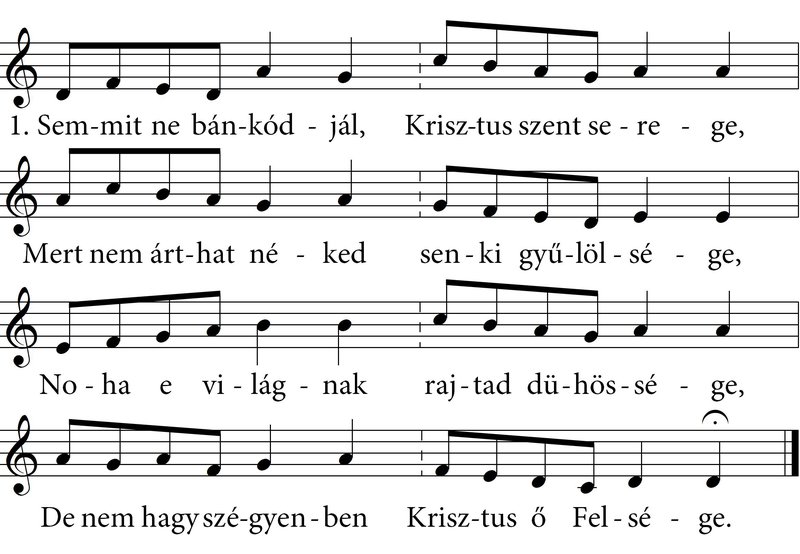 1. Sem-mit ne bán-kód - jál, Krisz-tus szent se - re - ge,
Mert nem árt-hat né - ked sen-ki gyű-löl - sé - ge,
No - ha e vi - lág - nak raj-tad dü-hös-sé - ge,
De nem hagy szé-gyen-ben Krisz-tus ő Fel-sé - ge.